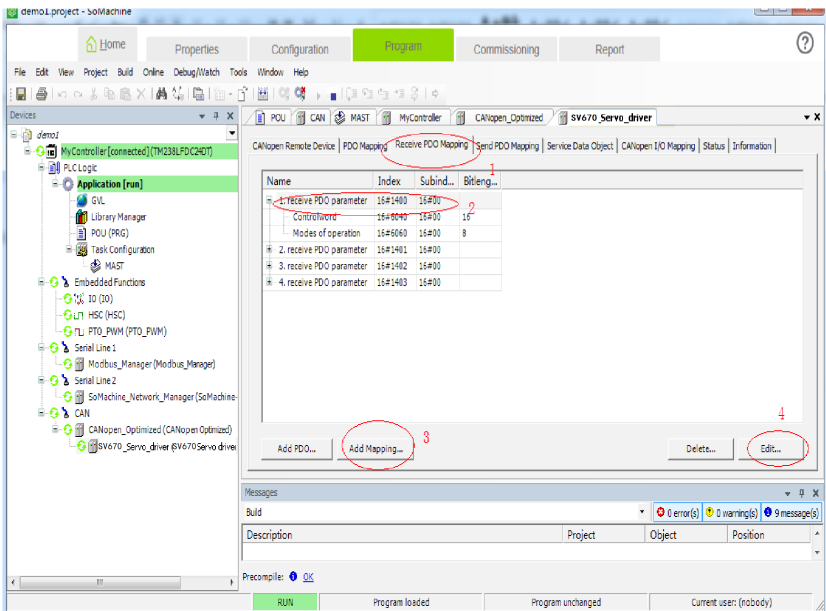 demo1.project - SoMachine
Home Properties Configuration Program Commissioning Report
File Edit View Project Build Online Debug/Watch Tools Window Help
Devices
POU CAN MAST MyController CANopen_Optimized SV670_Servo_driver
demo1
MyController [connected] (TM238LFDC24DT)
PLC Logic
Application [run]
GVL
Library Manager
POU (PRG)
Task Configuration
MAST
Embedded Functions
IO (IO)
HSC (HSC)
PTO_PWM (PTO_PWM)
Serial Line 1
Modbus_Manager (Modbus_Manager)
Serial Line 2
SoMachine_Network_Manager (SoMachine-
CAN
CANopen_Optimized (CANopen Optimized)
SV670_Servo_driver (SV670 Servo driver
CANopen Remote Device PDO Mapping Receive PDO Mapping Send PDO Mapping Service Data Object CANopen I/O Mapping Status Information
1
Name Index Subind... Bitleng...
1. receive PDO parameter 16#1400 16#00
2
Controlword 16#6040 16#00 16
Modes of operation 16#6060 16#00 8
2. receive PDO parameter 16#1401 16#00
3. receive PDO parameter 16#1402 16#00
4. receive PDO parameter 16#1403 16#00
3
4
Add PDO... Add Mapping... Delete... Edit...
Messages
Build 0 error(s) 0 warning(s) 9 message(s)
Description Project Object Position
Precompile: OK
RUN Program loaded Program unchanged Current user: (nobody)